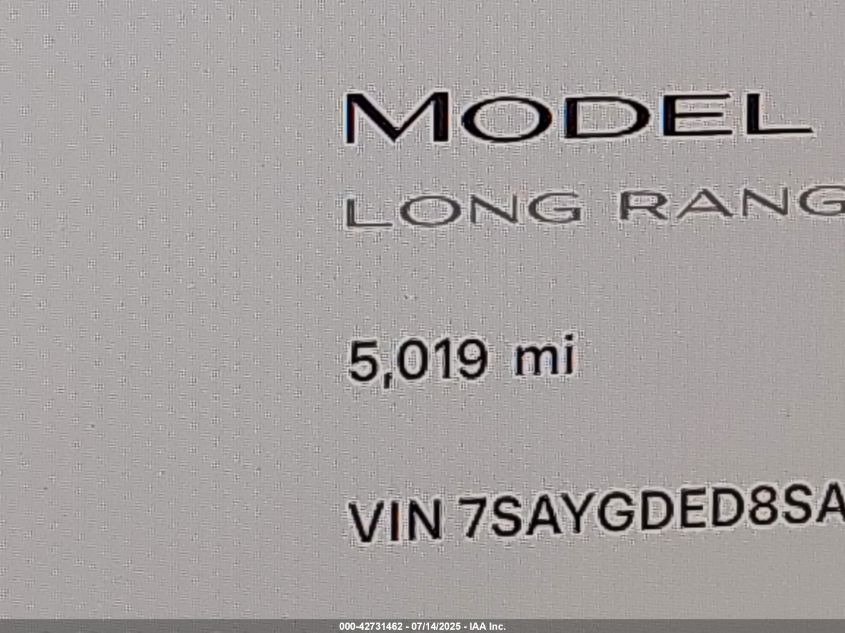 MODEL
LONG RANG
5,019 mi
VIN 7SAYGDED8SA
000-42731462 - 07/14/2025 - IAA Inc.